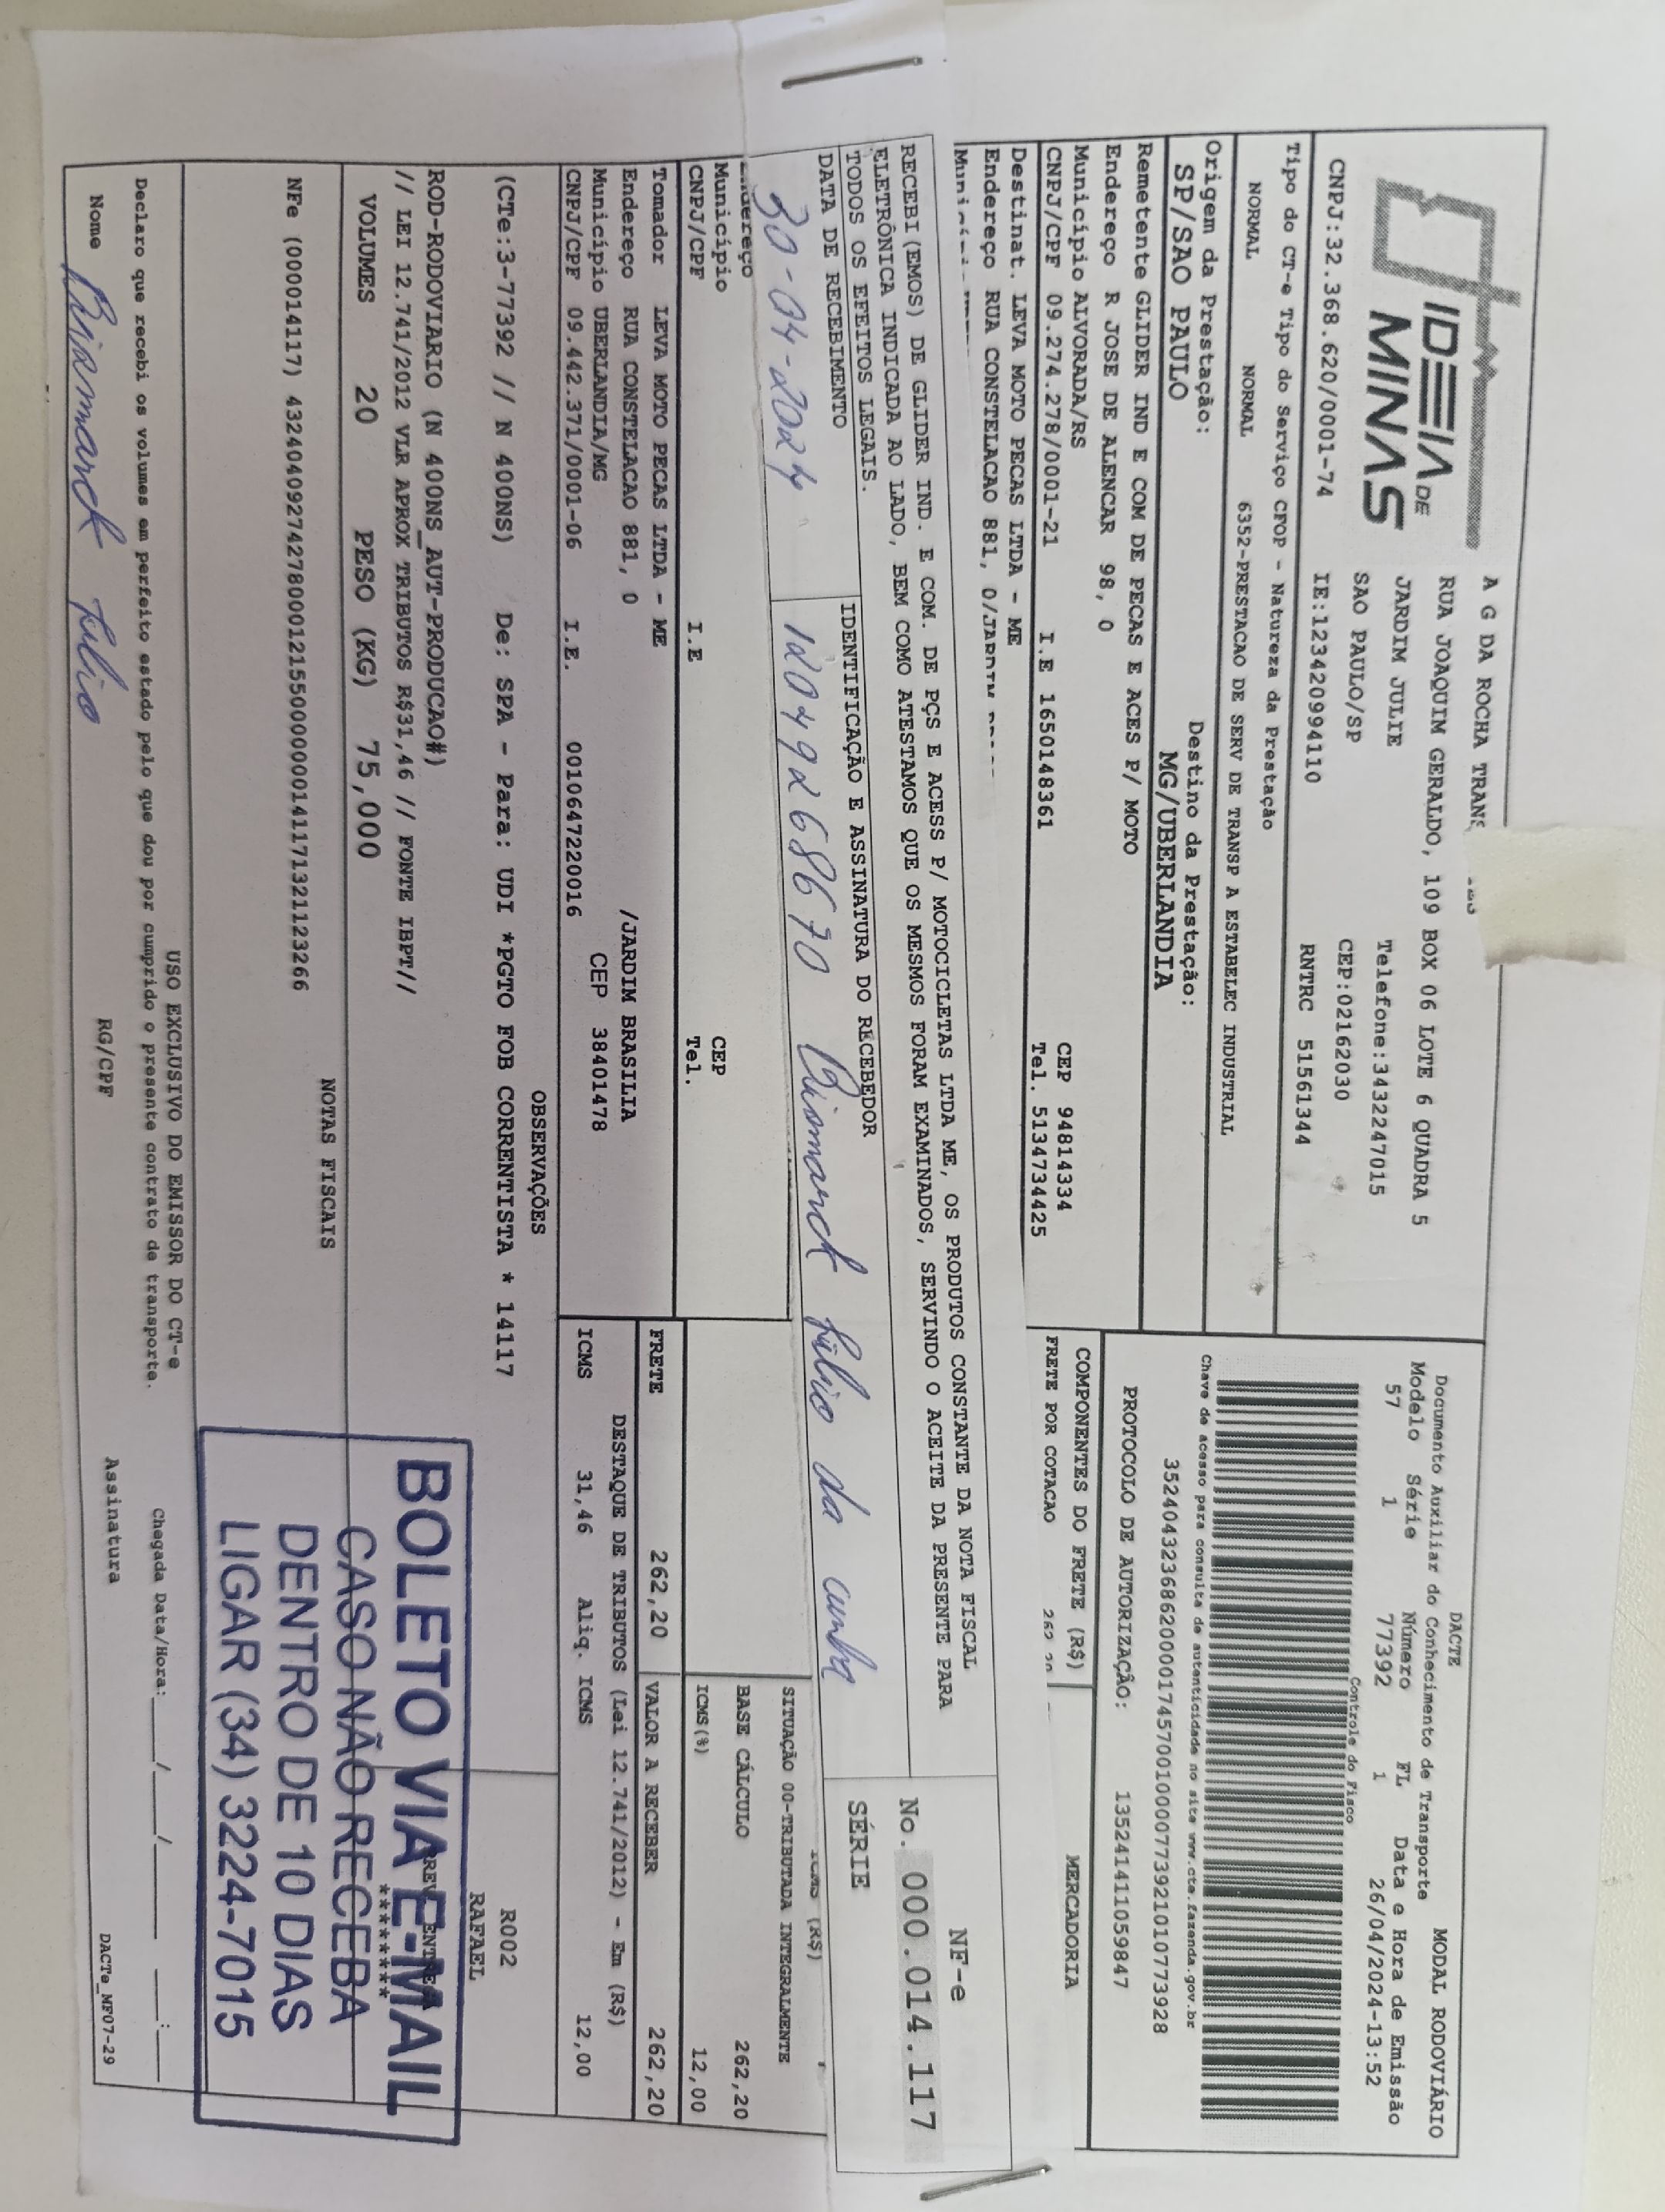 IDEIA DE
MINAS
A G DA ROCHA TRANS
RUA JOAQUIM GERALDO, 109 BOX 06 LOTE 6 QUADRA 5
JARDIM JULIE
Telefone:3432247015
SAO PAULO/SP
CEP:02162030
CNPJ:32.368.620/0001-74
IE:123420994110
RNTRC 51561344
DACTE
MODAL RODOVIÁRIO
Documento Auxiliar do Conhecimento de Transporte
Modelo Série Número FL Data e Hora de Emissão
57 1 77392 1 26/04/2024-13:52
Controle do Fisco
Chave de acesso para consulta de autenticidade no site www.cte.fazenda.gov.br
35240432368620000174570010000773921010773928
PROTOCOLO DE AUTORIZAÇÃO: 135241411059847
Tipo do CT-e Tipo do Serviço CFOP - Natureza da Prestação
NORMAL NORMAL 6352-PRESTACAO DE SERV DE TRANSP A ESTABELEC INDUSTRIAL
Origem da Prestação: Destino da Prestação:
SP/SAO PAULO MG/UBERLANDIA
Remetente GLIDER IND E COM DE PECAS E ACES P/ MOTO
Endereço R JOSE DE ALENCAR 98, 0
Município ALVORADA/RS CEP 94814334
CNPJ/CPF 09.274.278/0001-21 I.E 1650148361 Tel. 5134734425
Destinat. LEVA MOTO PECAS LTDA - ME
Endereço RUA CONSTELACAO 881, 0/JARDIM
COMPONENTES DO FRETE (R$) MERCADORIA
FRETE POR COTACAO 262,20
RECEBI(EMOS) DE GLIDER IND. E COM. DE PÇS E ACESS P/ MOTOCICLETAS LTDA ME, OS PRODUTOS CONSTANTE DA NOTA FISCAL
ELETRÔNICA INDICADA AO LADO, BEM COMO ATESTAMOS QUE OS MESMOS FORAM EXAMINADOS, SERVINDO O ACEITE DA PRESENTE PARA
TODOS OS EFEITOS LEGAIS.
DATA DE RECEBIMENTO IDENTIFICAÇÃO E ASSINATURA DO RECEBEDOR
30-04-2024 12049268670 Bismarck Júlio da cunha
NF-e
No. 000.014.117
SÉRIE
Endereço
Município CEP
CNPJ/CPF I.E Tel.
ICMS (R$)
SITUAÇÃO 00-TRIBUTADA INTEGRALMENTE
BASE CÁLCULO 262,20
ICMS(%) 12,00
Tomador LEVA MOTO PECAS LTDA - ME
Endereço RUA CONSTELACAO 881, 0 /JARDIM BRASILIA
Município UBERLANDIA/MG CEP 38401478
CNPJ/CPF 09.442.371/0001-06 I.E. 0010647220016
FRETE 262,20 VALOR A RECEBER 262,20
DESTAQUE DE TRIBUTOS (Lei 12.741/2012) - Em (R$)
ICMS 31,46 Aliq. ICMS 12,00
OBSERVAÇÕES
(CTe:3-77392 // N 400NS) De: SPA - Para: UDI *PGTO FOB CORRENTISTA * 14117
R002
RAFAEL
ROD-RODOVIARIO (N 400NS_AUT-PRODUCAO#)
// LEI 12.741/2012 VLR APROX TRIBUTOS R$31,46 // FONTE IBPT//
VOLUMES 20 PESO (KG) 75,000
PREV ENTREGA
********
NOTAS FISCAIS
NFe (000014117) 43240409274278000121550000000141171321123266
BOLETO VIA E-MAIL
CASO NÃO RECEBA
DENTRO DE 10 DIAS
LIGAR (34) 3224-7015
USO EXCLUSIVO DO EMISSOR DO CT-e
Declaro que recebi os volumes em perfeito estado pelo que dou por cumprido o presente contrato de transporte.
Chegada Data/Hora:____/____/____ ___:___
Nome Bismarck Júlio RG/CPF Assinatura
DACTe_MF07-29